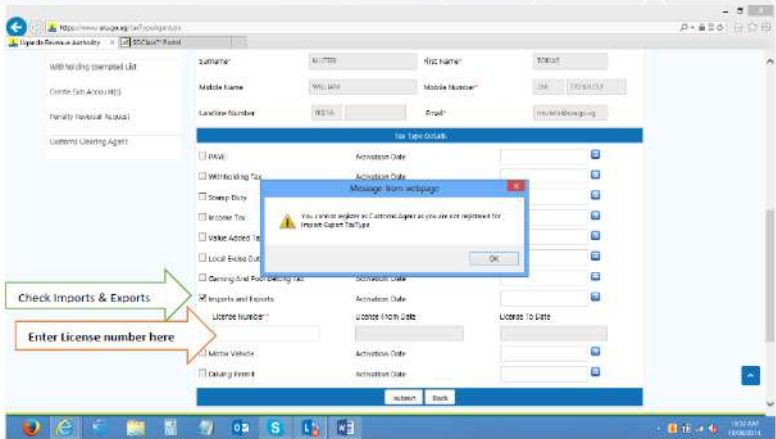 Uganda Revenue Authority
Withholding Exempted List
Create Sub Account(s)
Penalty Reversal Request
Customs Clearing Agent
Surname
First Name
TOBIAS
Middle Name
WILLIAM
Mobile Number*
256
Landline Number
Email*
Tax Type Details
PAYE Activation Date
Withholding Tax Activation Date
Stamp Duty
Income Tax
Value Added Ta
Local Excise Dut
Gaming And Pool Betting Tax Activation Date
Message from webpage
You cannot register as Customs Agent as you are not registered for
Import-Export TaxType
OK
Check Imports & Exports
Imports and Exports Activation Date
License Number* License From Date License To Date
Enter License number here
Motor Vehicle Activation Date
Driving Permit Activation Date
Submit Back